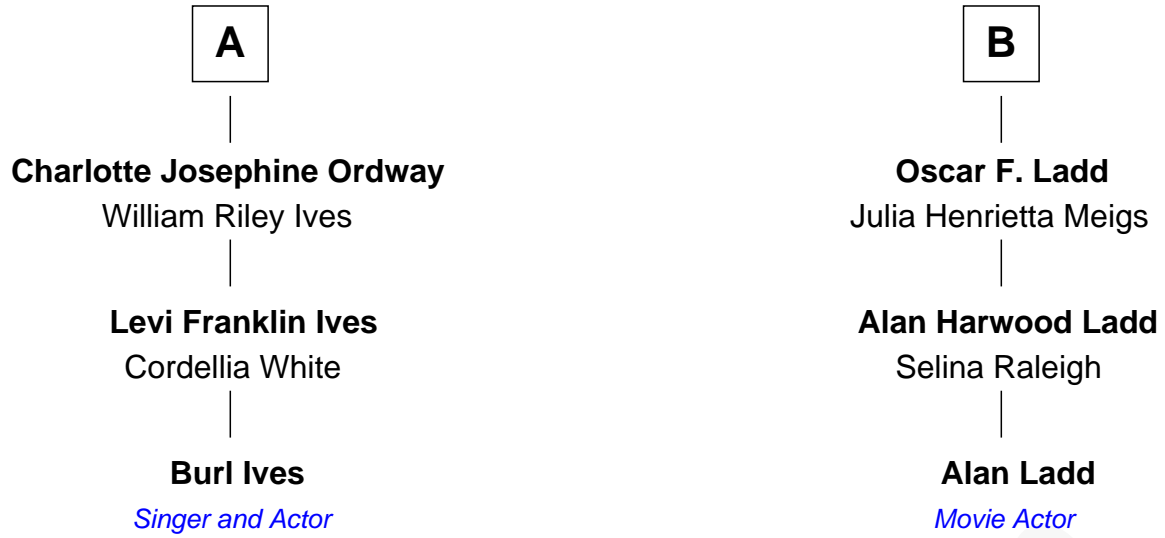 A
Charlotte Josephine Ordway
William Riley Ives
Levi Franklin Ives
Cordellia White
Burl Ives
Singer and Actor
B
Oscar F. Ladd
Julia Henrietta Meigs
Alan Harwood Ladd
Selina Raleigh
Alan Ladd
Movie Actor